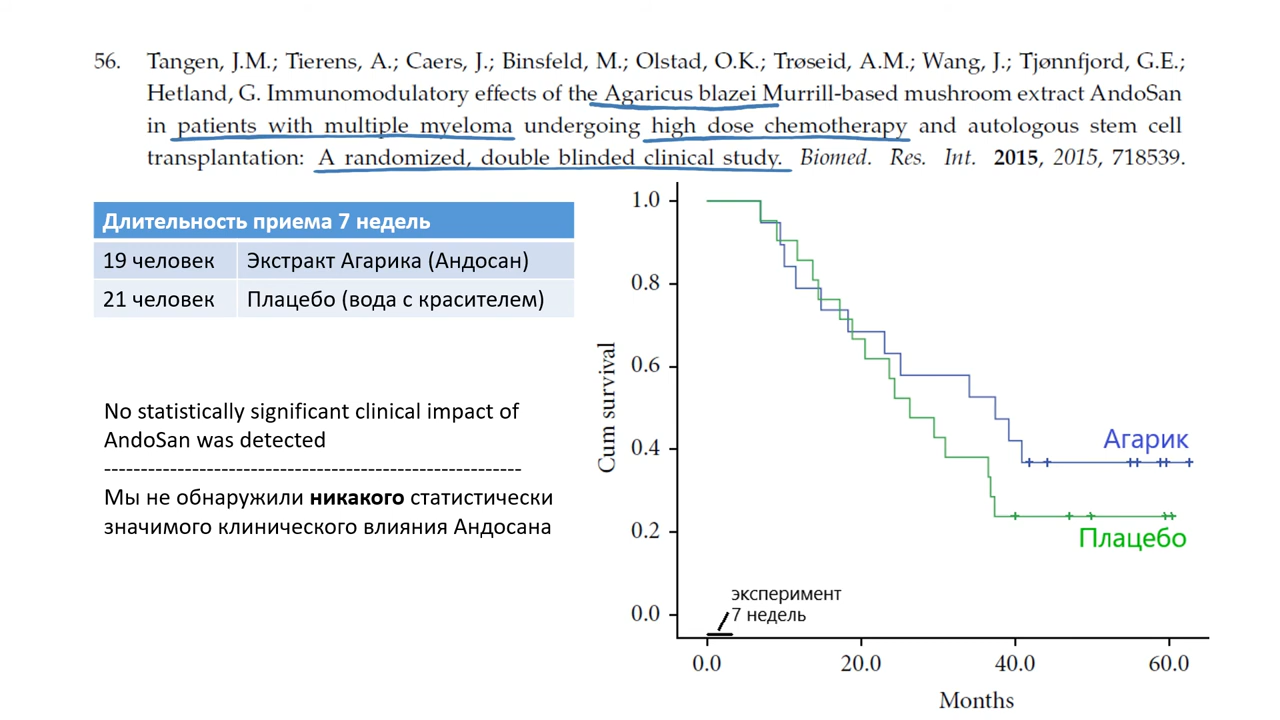 56. Tangen, J.M.; Tierens, A.; Caers, J.; Binsfeld, M.; Olstad, O.K.; Trøseid, A.M.; Wang, J.; Tjønnfjord, G.E.;
Hetland, G. Immunomodulatory effects of the Agaricus blazei Murrill-based mushroom extract AndoSan
in patients with multiple myeloma undergoing high dose chemotherapy and autologous stem cell
transplantation: A randomized, double blinded clinical study. Biomed. Res. Int. 2015, 2015, 718539.
Длительность приема 7 недель
19 человек Экстракт Агарика (Андосан)
21 человек Плацебо (вода с красителем)
No statistically significant clinical impact of
AndoSan was detected
----------------------------------------------------------
Мы не обнаружили никакого статистически
значимого клинического влияния Андосана
Cum survival
1.0
0.8
0.6
0.4
0.2
0.0
Агарик
Плацебо
эксперимент
7 недель
0.0 20.0 40.0 60.0
Months